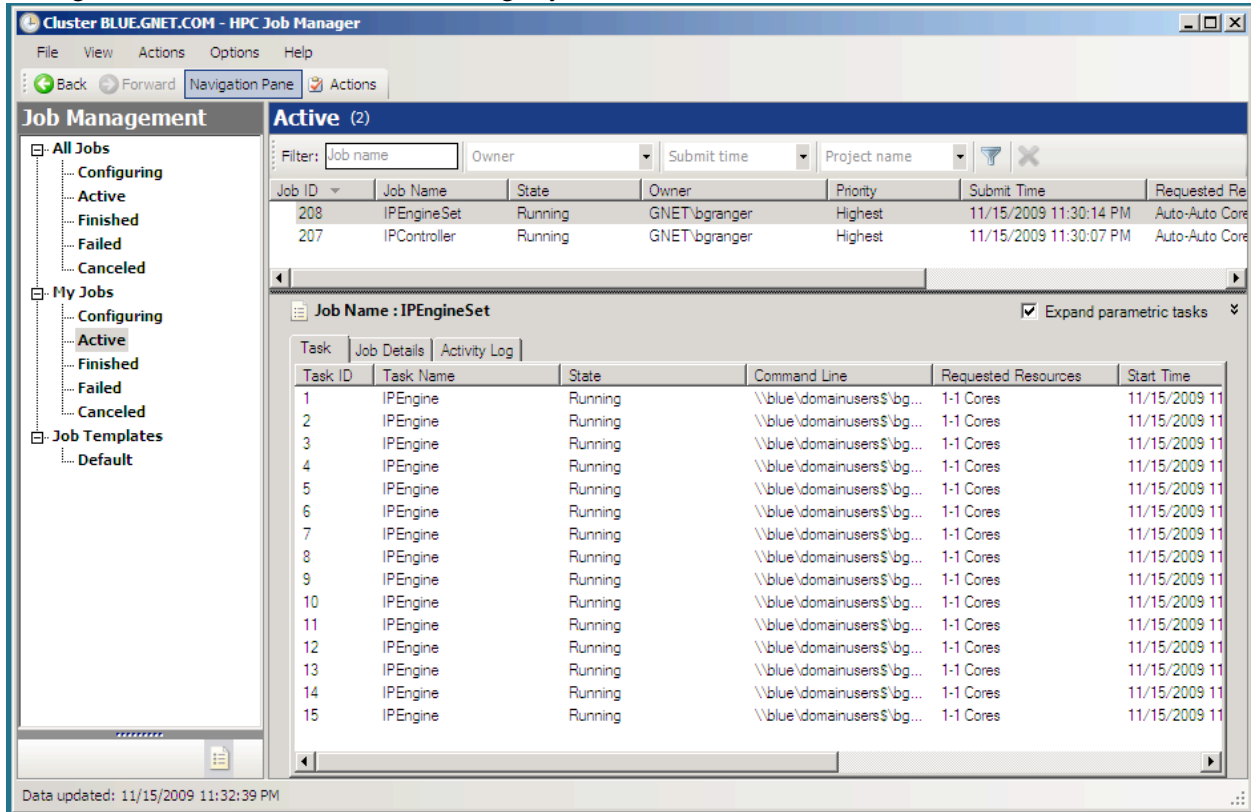 Cluster BLUE.GNET.COM - HPC Job Manager
File View Actions Options Help
Back Forward Navigation Pane Actions
Job Management
All Jobs
Configuring
Active
Finished
Failed
Canceled
My Jobs
Configuring
Active
Finished
Failed
Canceled
Job Templates
Default
Active (2)
Filter: Job name Owner Submit time Project name
Job ID Job Name State Owner Priority Submit Time Requested Re
208 IPEngineSet Running GNET\bgranger Highest 11/15/2009 11:30:14 PM Auto-Auto Core
207 IPController Running GNET\bgranger Highest 11/15/2009 11:30:07 PM Auto-Auto Core
Job Name : IPEngineSet Expand parametric tasks
Task Job Details Activity Log
Task ID Task Name State Command Line Requested Resources Start Time
1 IPEngine Running \\blue\domainusers$\bg... 1-1 Cores 11/15/2009 11
2 IPEngine Running \\blue\domainusers$\bg... 1-1 Cores 11/15/2009 11
3 IPEngine Running \\blue\domainusers$\bg... 1-1 Cores 11/15/2009 11
4 IPEngine Running \\blue\domainusers$\bg... 1-1 Cores 11/15/2009 11
5 IPEngine Running \\blue\domainusers$\bg... 1-1 Cores 11/15/2009 11
6 IPEngine Running \\blue\domainusers$\bg... 1-1 Cores 11/15/2009 11
7 IPEngine Running \\blue\domainusers$\bg... 1-1 Cores 11/15/2009 11
8 IPEngine Running \\blue\domainusers$\bg... 1-1 Cores 11/15/2009 11
9 IPEngine Running \\blue\domainusers$\bg... 1-1 Cores 11/15/2009 11
10 IPEngine Running \\blue\domainusers$\bg... 1-1 Cores 11/15/2009 11
11 IPEngine Running \\blue\domainusers$\bg... 1-1 Cores 11/15/2009 11
12 IPEngine Running \\blue\domainusers$\bg... 1-1 Cores 11/15/2009 11
13 IPEngine Running \\blue\domainusers$\bg... 1-1 Cores 11/15/2009 11
14 IPEngine Running \\blue\domainusers$\bg... 1-1 Cores 11/15/2009 11
15 IPEngine Running \\blue\domainusers$\bg... 1-1 Cores 11/15/2009 11
Data updated: 11/15/2009 11:32:39 PM